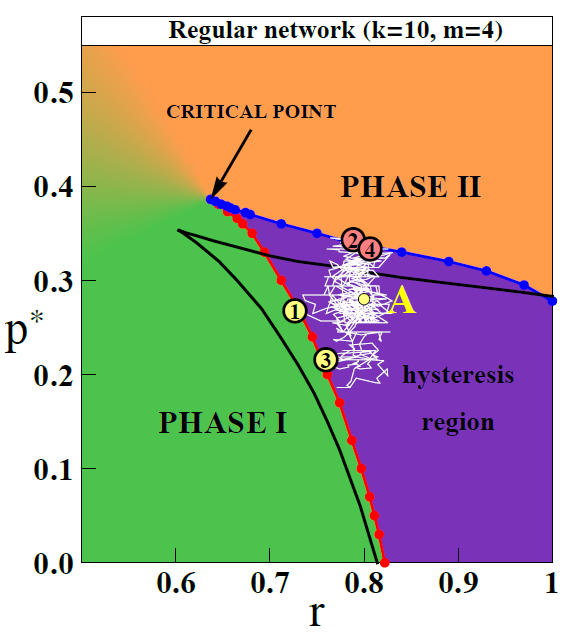 Regular network (k=10, m=4)
0.5
CRITICAL POINT
0.4
PHASE II
2
4
0.3
A
1
p*
3
0.2
hysteresis
region
PHASE I
0.1
0.0
0.6 0.7 0.8 0.9 1
r